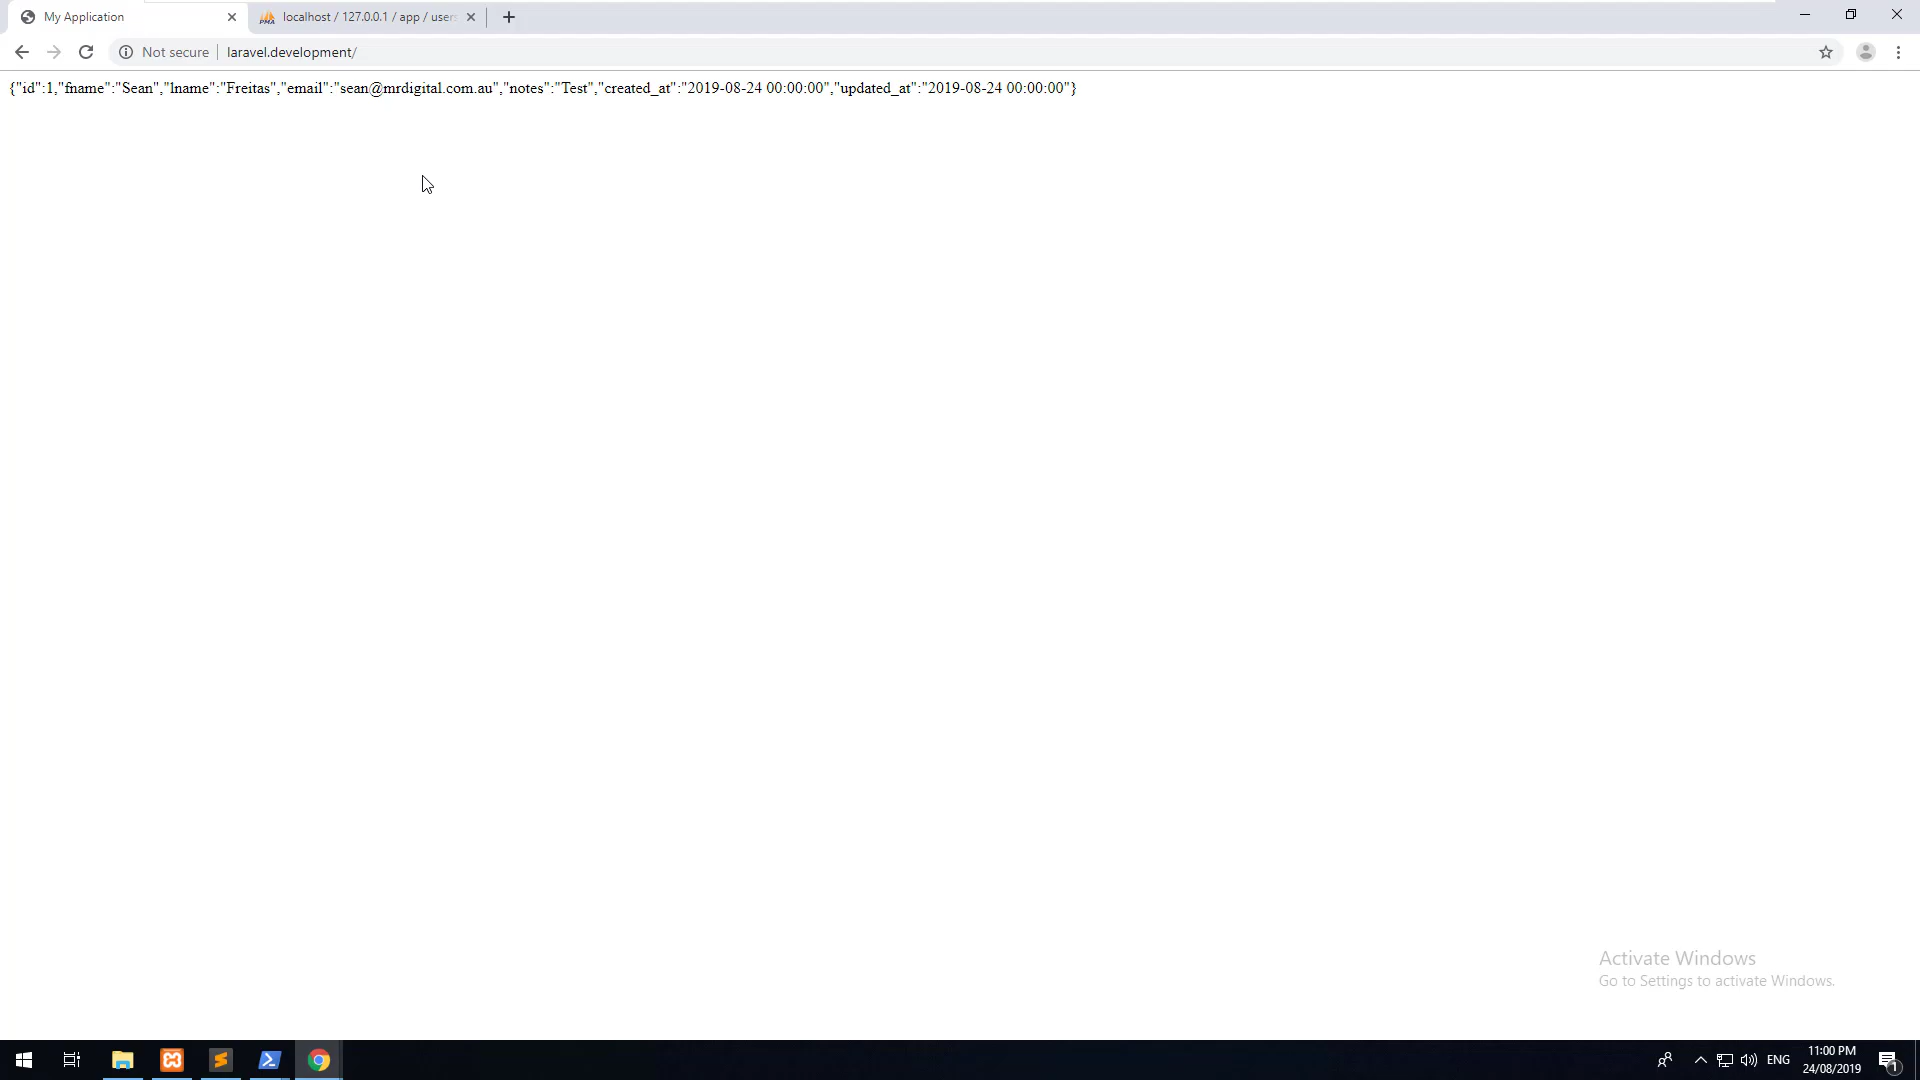 My Application
PMA localhost / 127.0.0.1 / app / users
Not secure laravel.development/
{"id":1,"fname":"Sean","lname":"Freitas","email":"sean@mrdigital.com.au","notes":"Test","created_at":"2019-08-24 00:00:00","updated_at":"2019-08-24 00:00:00"}
Activate Windows
Go to Settings to activate Windows.
ENG
11:00 PM
24/08/2019
1